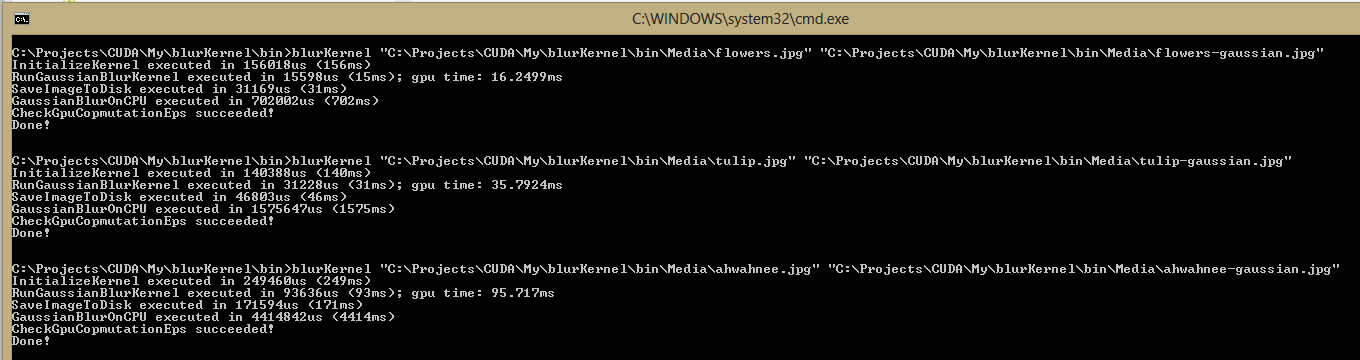 C:\WINDOWS\system32\cmd.exe
C:\Projects\CUDA\My\blurKernel\bin>blurKernel "C:\Projects\CUDA\My\blurKernel\bin\Media\flowers.jpg" "C:\Projects\CUDA\My\blurKernel\bin\Media\flowers-gaussian.jpg"
InitializeKernel executed in 156018us (156ms)
RunGaussianBlurKernel executed in 15598us (15ms); gpu time: 16.2499ms
SaveImageToDisk executed in 31169us (31ms)
GaussianBlurOnCPU executed in 702002us (702ms)
CheckGpuCopmutationEps succeeded!
Done!
C:\Projects\CUDA\My\blurKernel\bin>blurKernel "C:\Projects\CUDA\My\blurKernel\bin\Media\tulip.jpg" "C:\Projects\CUDA\My\blurKernel\bin\Media\tulip-gaussian.jpg"
InitializeKernel executed in 140388us (140ms)
RunGaussianBlurKernel executed in 31228us (31ms); gpu time: 35.7924ms
SaveImageToDisk executed in 46803us (46ms)
GaussianBlurOnCPU executed in 1575647us (1575ms)
CheckGpuCopmutationEps succeeded!
Done!
C:\Projects\CUDA\My\blurKernel\bin>blurKernel "C:\Projects\CUDA\My\blurKernel\bin\Media\ahwahnee.jpg" "C:\Projects\CUDA\My\blurKernel\bin\Media\ahwahnee-gaussian.jpg"
InitializeKernel executed in 249460us (249ms)
RunGaussianBlurKernel executed in 93636us (93ms); gpu time: 95.717ms
SaveImageToDisk executed in 171594us (171ms)
GaussianBlurOnCPU executed in 4414842us (4414ms)
CheckGpuCopmutationEps succeeded!
Done!